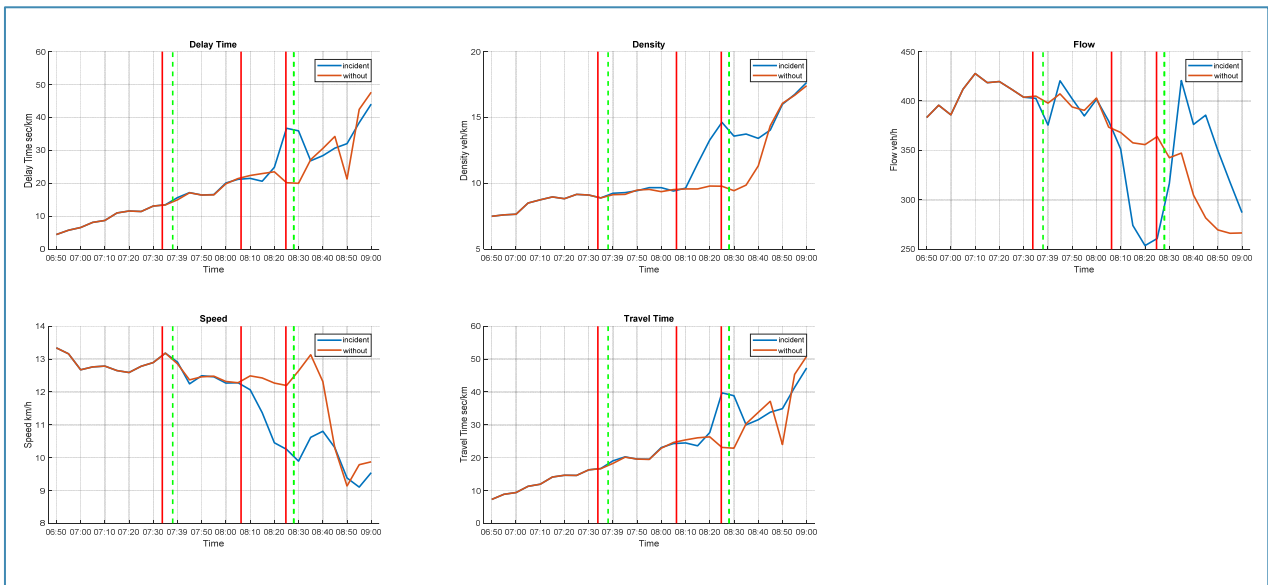 Delay Time
Delay Time sec/km
60
50
40
30
20
10
0
incident
without
06:50 07:00 07:10 07:20 07:30 07:39 07:50 08:00 08:10 08:20 08:30 08:40 08:50 09:00
Time
Density
Density veh/km
20
15
10
5
incident
without
06:50 07:00 07:10 07:20 07:30 07:39 07:50 08:00 08:10 08:20 08:30 08:40 08:50 09:00
Time
Flow
Flow veh/h
450
400
350
300
250
incident
without
06:50 07:00 07:10 07:20 07:30 07:39 07:50 08:00 08:10 08:20 08:30 08:40 08:50 09:00
Time
Speed
Speed km/h
14
13
12
11
10
9
8
incident
without
06:50 07:00 07:10 07:20 07:30 07:39 07:50 08:00 08:10 08:20 08:30 08:40 08:50 09:00
Time
Travel Time
Travel Time sec/km
60
50
40
30
20
10
0
incident
without
06:50 07:00 07:10 07:20 07:30 07:39 07:50 08:00 08:10 08:20 08:30 08:40 08:50 09:00
Time